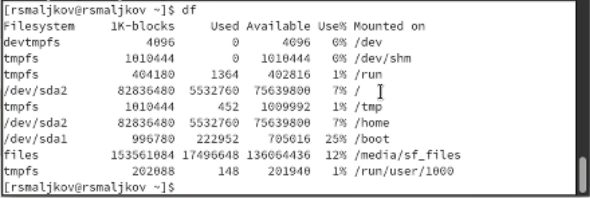 [rsmaljkov@rsmaljkov ~]$ df
Filesystem     1K-blocks     Used Available Use% Mounted on
devtmpfs            4096        0      4096   0% /dev
tmpfs            1010444        0   1010444   0% /dev/shm
tmpfs             404180     1364    402816   1% /run
/dev/sda2       82836480  5532760  75639800   7% /
tmpfs            1010444      452   1009992   1% /tmp
/dev/sda2       82836480  5532760  75639800   7% /home
/dev/sda1         996780   222952    705016  25% /boot
files          153561084 17496648 136064436  12% /media/sf_files
tmpfs             202088      148    201940   1% /run/user/1000
[rsmaljkov@rsmaljkov ~]$